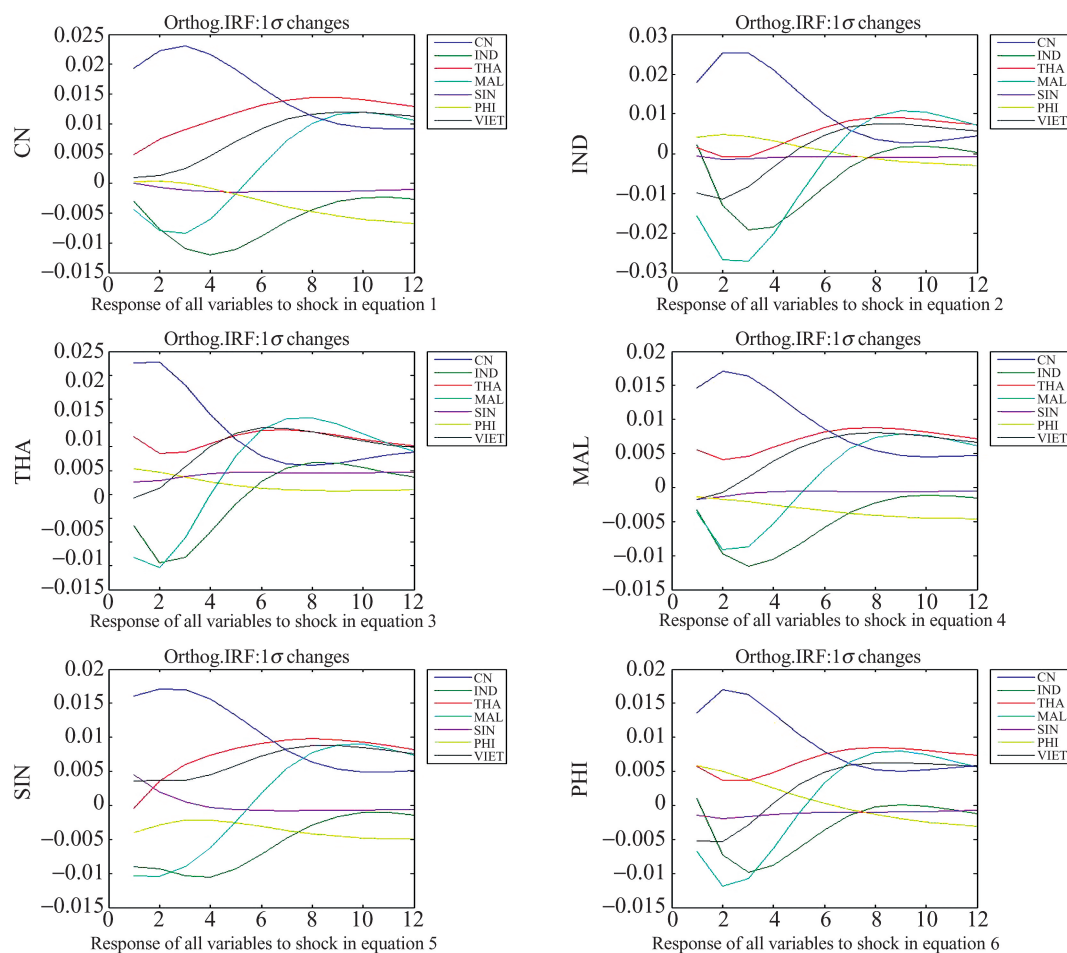 Orthog.IRF:1σ changes
0.025
0.02
0.015
0.01
0.005
0
−0.005
−0.01
−0.015
0 2 4 6 8 10 12
CN
CN
IND
THA
MAL
SIN
PHI
VIET
Response of all variables to shock in equation 1
Orthog.IRF:1σ changes
0.03
0.02
0.01
0
−0.01
−0.02
−0.03
0 2 4 6 8 10 12
IND
CN
IND
THA
MAL
SIN
PHI
VIET
Response of all variables to shock in equation 2
Orthog.IRF:1σ changes
0.025
0.02
0.015
0.01
0.005
0
−0.005
−0.01
−0.015
0 2 4 6 8 10 12
THA
CN
IND
THA
MAL
SIN
PHI
VIET
Response of all variables to shock in equation 3
Orthog.IRF:1σ changes
0.02
0.015
0.01
0.005
0
−0.005
−0.01
−0.015
0 2 4 6 8 10 12
MAL
CN
IND
THA
MAL
SIN
PHI
VIET
Response of all variables to shock in equation 4
Orthog.IRF:1σ changes
0.02
0.015
0.01
0.005
0
−0.005
−0.01
−0.015
0 2 4 6 8 10 12
SIN
CN
IND
THA
MAL
SIN
PHI
VIET
Response of all variables to shock in equation 5
Orthog.IRF:1σ changes
0.02
0.015
0.01
0.005
0
−0.005
−0.01
−0.015
0 2 4 6 8 10 12
PHI
CN
IND
THA
MAL
SIN
PHI
VIET
Response of all variables to shock in equation 6